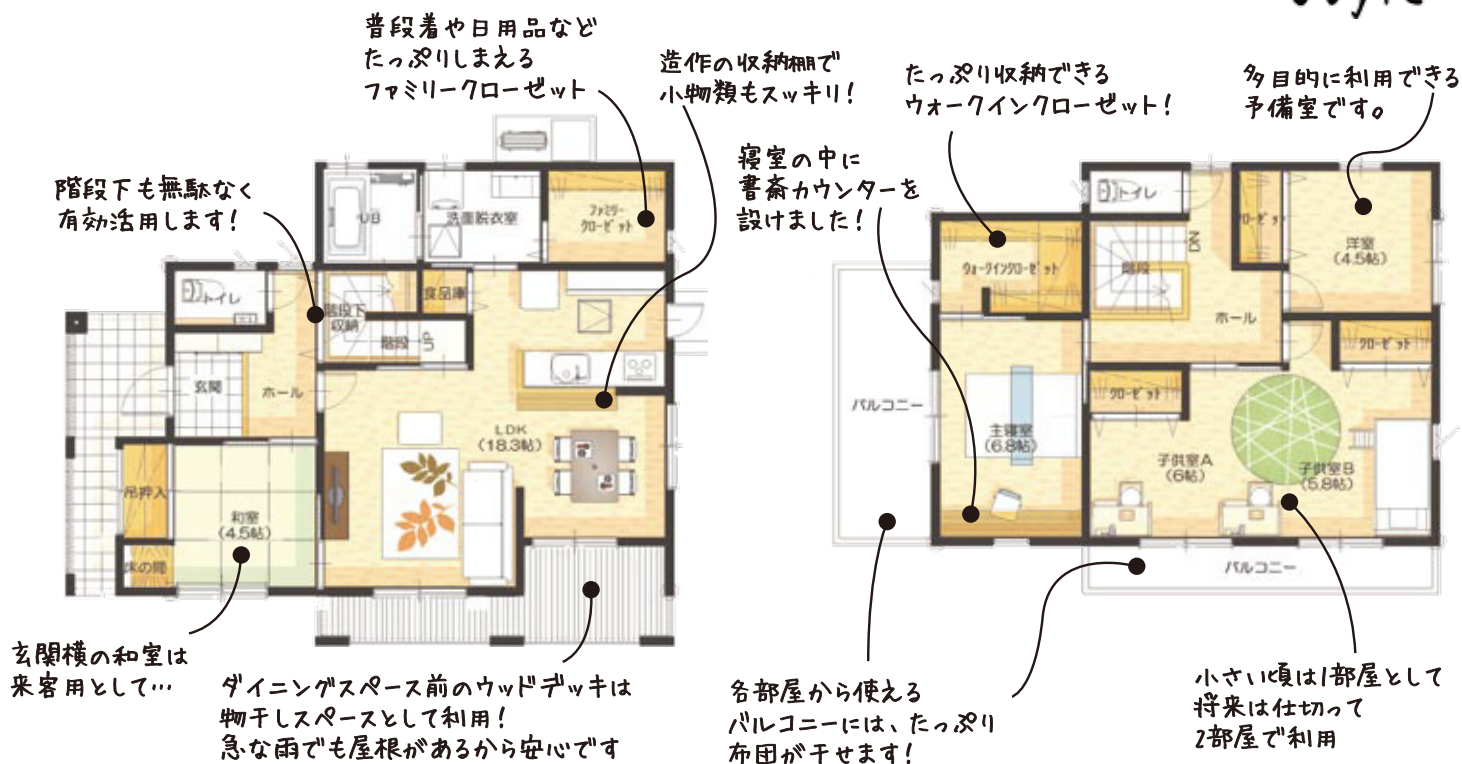 普段着や日用品など
たっぷりしまえる
ファミリークローゼット
造作の収納棚で
小物類もスッキリ!
たっぷり収納できる
ウォークインクローゼット!
多目的に利用できる
予備室です。
階段下も無駄なく
有効活用します!
寝室の中に
書斎カウンターを
設けました!
UB
洗面脱衣室
ファミリー
クローゼット
トイレ
階段下
収納
食品庫
階段
UP
玄関
ホール
LDK
(18.3帖)
吊押入
和室
(4.5帖)
床の間
トイレ
クローゼット
洋室
(4.5帖)
ウォークインクローゼット
階段
DN
ホール
クローゼット
クローゼット
バルコニー
主寝室
(6.8帖)
子供室A
(6帖)
子供室B
(5.8帖)
バルコニー
玄関横の和室は
来客用として…
ダイニングスペース前のウッドデッキは
物干しスペースとして利用!
急な雨でも屋根があるから安心です
各部屋から使える
バルコニーには、たっぷり
布団が干せます!
小さい頃は1部屋として
将来は仕切って
2部屋で利用